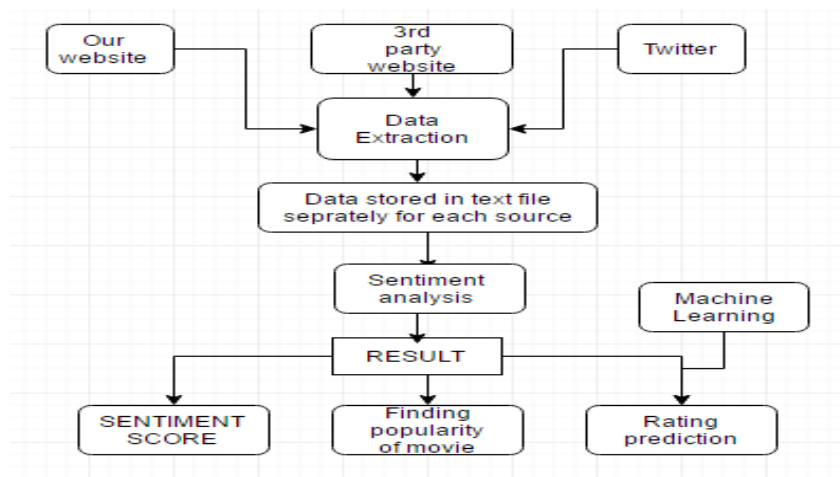 Our
website
3rd
party
website
Twitter
Data
Extraction
Data stored in text file
seprately for each source
Sentiment
analysis
Machine
Learning
RESULT
SENTIMENT
SCORE
Finding
popularity
of movie
Rating
prediction